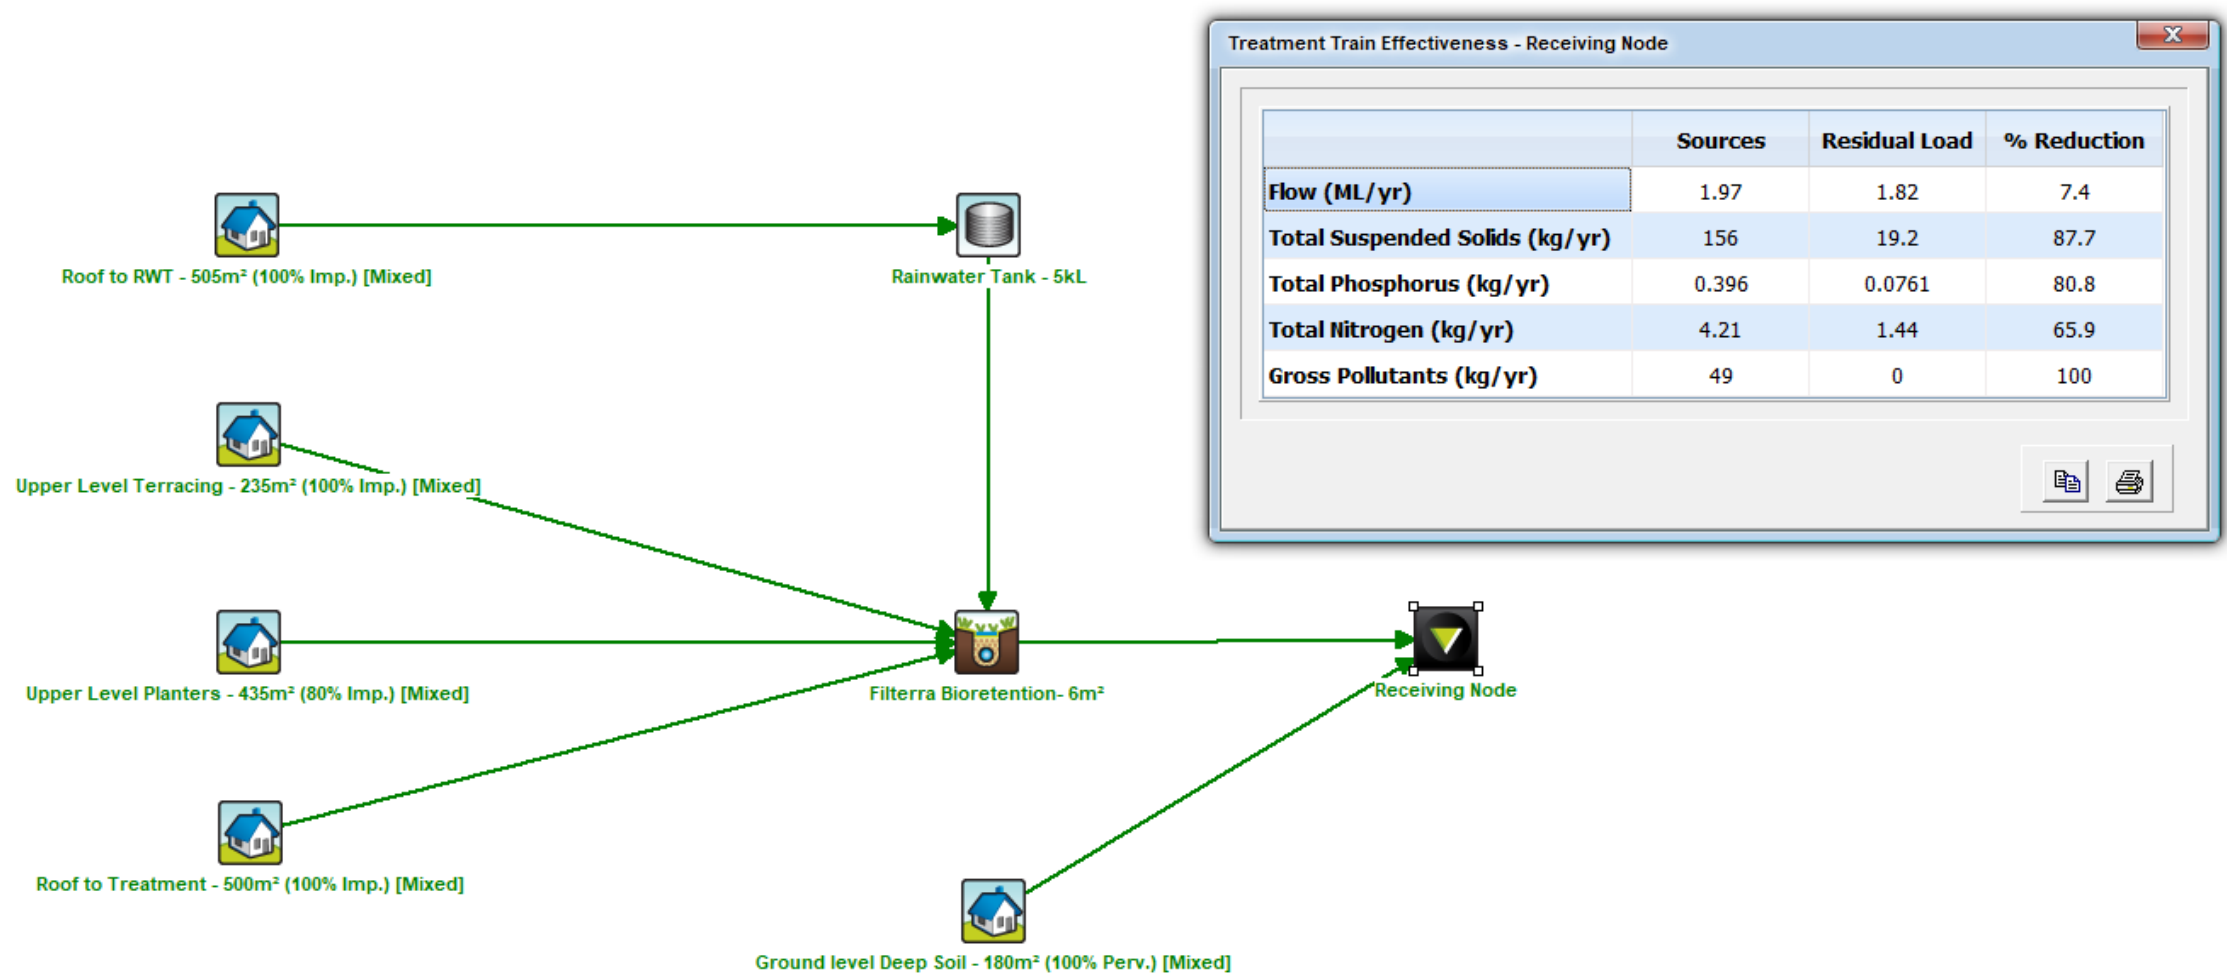 Treatment Train Effectiveness - Receiving Node
X
Sources Residual Load % Reduction
Flow (ML/yr) 1.97 1.82 7.4
Total Suspended Solids (kg/yr) 156 19.2 87.7
Total Phosphorus (kg/yr) 0.396 0.0761 80.8
Total Nitrogen (kg/yr) 4.21 1.44 65.9
Gross Pollutants (kg/yr) 49 0 100
Roof to RWT - 505m² (100% Imp.) [Mixed]
Rainwater Tank - 5kL
Upper Level Terracing - 235m² (100% Imp.) [Mixed]
Upper Level Planters - 435m² (80% Imp.) [Mixed]
Filterra Bioretention- 6m²
Receiving Node
Roof to Treatment - 500m² (100% Imp.) [Mixed]
Ground level Deep Soil - 180m² (100% Perv.) [Mixed]